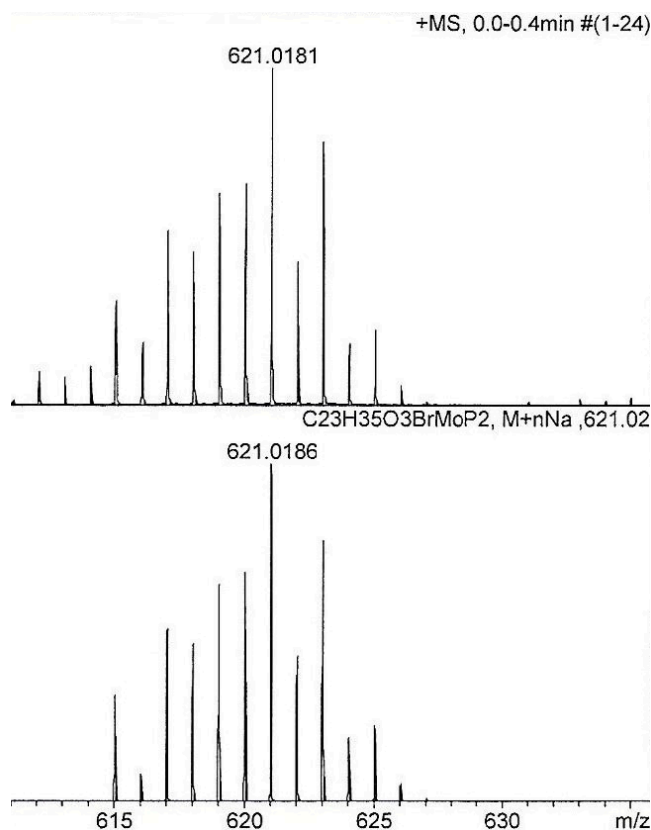 +MS, 0.0-0.4min #(1-24)
621.0181
C23H35O3BrMoP2, M+nNa ,621.02
621.0186
615 620 625 630 m/z